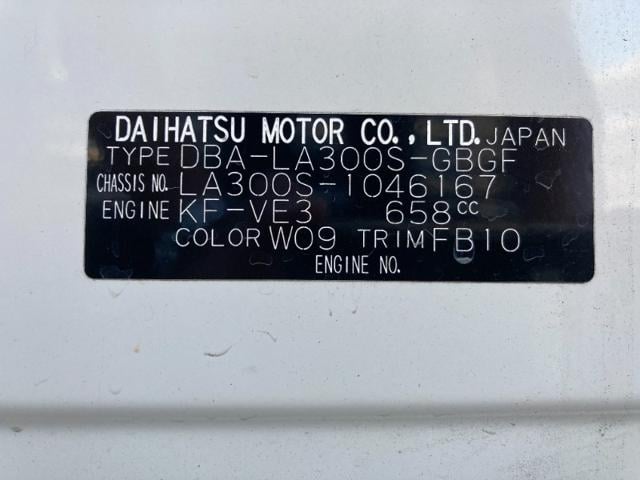 DAIHATSU MOTOR CO., LTD. JAPAN
TYPE DBA-LA300S-GBGF
CHASSIS NO. LA300S-1046167
ENGINE KF-VE3 658cc
COLOR W09 TRIM FB10
ENGINE NO.